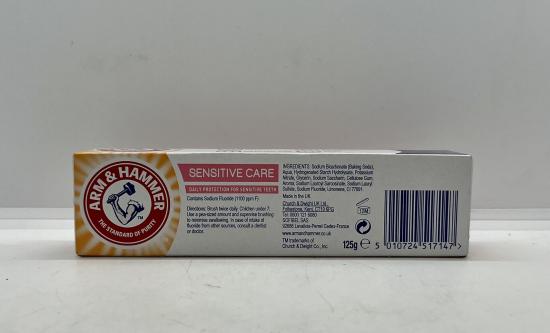 ARM & HAMMER
THE STANDARD OF PURITY
TM
SENSITIVE CARE
DAILY PROTECTION FOR SENSITIVE TEETH
Contains Sodium Fluoride (1100 ppm F)
Directions: Brush twice daily. Children under 7:
Use a pea-sized amount and supervise brushing
to minimise swallowing. In case of intake of
fluoride from other sources, consult a dentist
or doctor.
INGREDIENTS: Sodium Bicarbonate (Baking Soda),
Aqua, Hydrogenated Starch Hydrolysate, Potassium
Nitrate, Glycerin, Sodium Saccharin, Cellulose Gum,
Aroma, Sodium Lauroyl Sarcosinate, Sodium Lauryl
Sulfate, Sodium Fluoride, Limonene, CI 77891
Made in the UK
Church & Dwight UK Ltd.,
Folkestone, Kent, CT19 6PG
Tel: 0800 121 6080
SOFIBEL SAS
92686 Levallois-Perret Cedex-France
www.armandhammer.co.uk
TM trademarks of
Church & Dwight Co., Inc.
12M
125g e
5 010724 517147 >